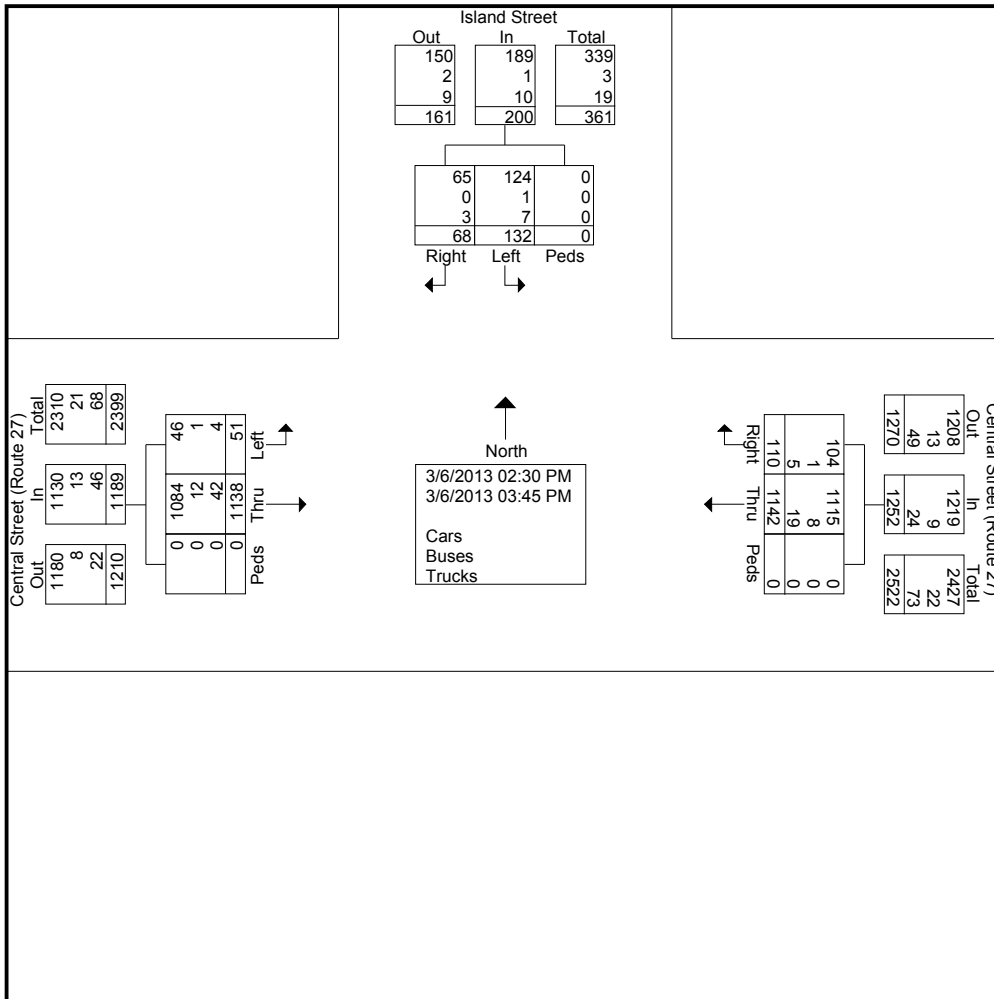 Island Street
Out In Total
150 189 339
2 1 3
9 10 19
161 200 361
65 124 0
0 1 0
3 7 0
68 132 0
Right Left Peds
Central Street (Route 27)
Total In Out
2310 1130 1180
21 13 8
68 46 22
2399 1189 1210
46 1084 0
1 12 0
4 42 0
51 1138 0
Left Thru Peds
North
3/6/2013 02:30 PM
3/6/2013 03:45 PM
Cars
Buses
Trucks
Right Thru Peds
104 1115 0
1 8 0
5 19 0
110 1142 0
Central Street (Route 27)
Out In Total
1208 1219 2427
13 9 22
49 24 73
1270 1252 2522